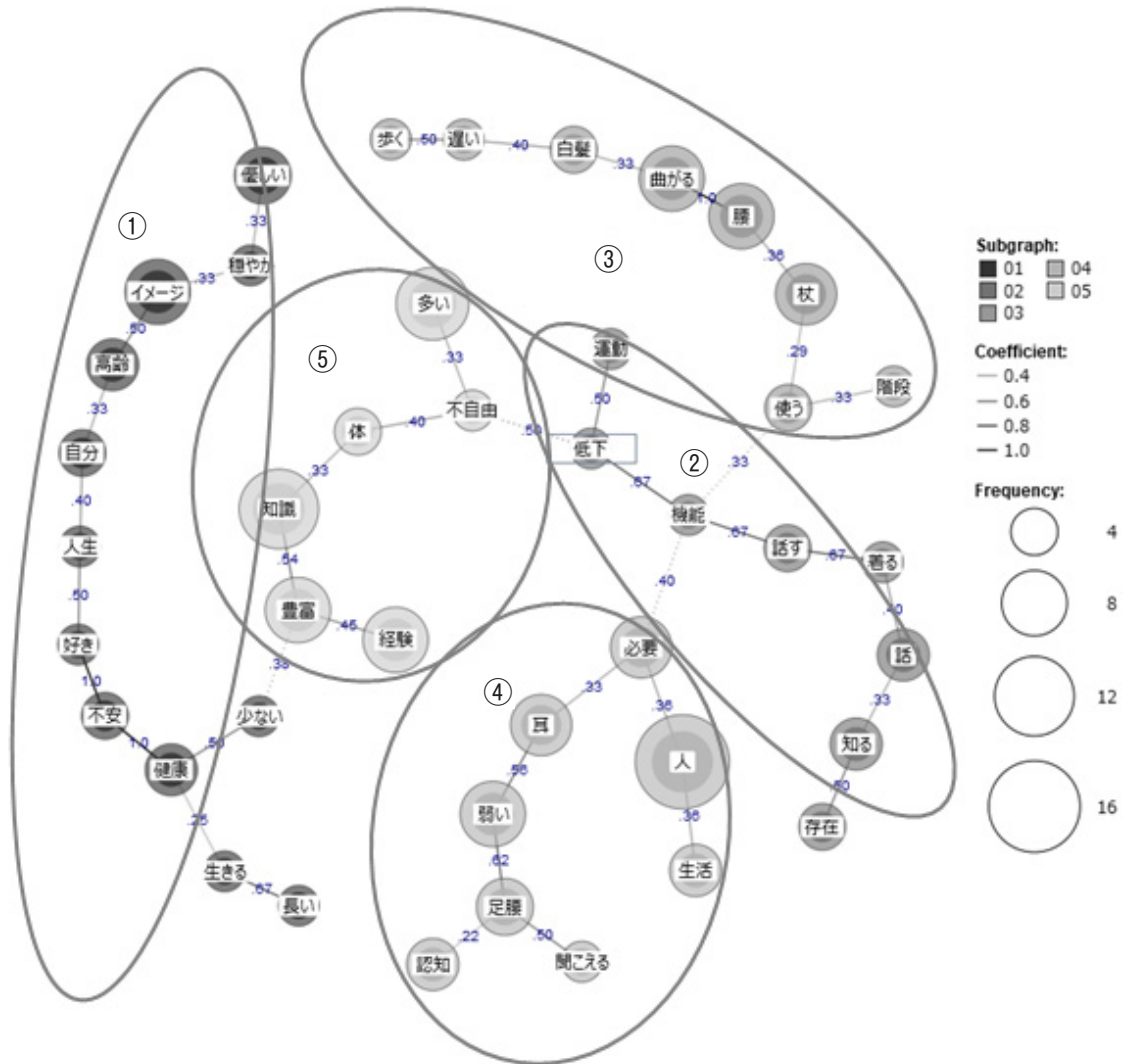 ①
優しい
.33
穏やか
.33
イメージ
.50
高齢
.33
自分
.40
人生
.50
好き
1.0
不安
1.0
健康
.50
少ない
.25
生きる
.67
長い
③
歩く
.50
遅い
.40
白髪
.33
曲がる
1.0
腰
.36
杖
.29
使う
.33
階段
.33
⑤
多い
.33
不自由
.40
体
.33
知識
.54
豊富
.45
経験
.38
.50
②
運動
.50
低下
.67
機能
.67
話す
.67
着る
.40
話
.33
知る
.50
存在
.40
④
必要
.33
耳
.56
弱い
.62
足腰
.22
認知
.50
聞こえる
.36
人
.36
生活
Subgraph:
01
02
03
04
05
Coefficient:
0.4
0.6
0.8
1.0
Frequency:
4
8
12
16